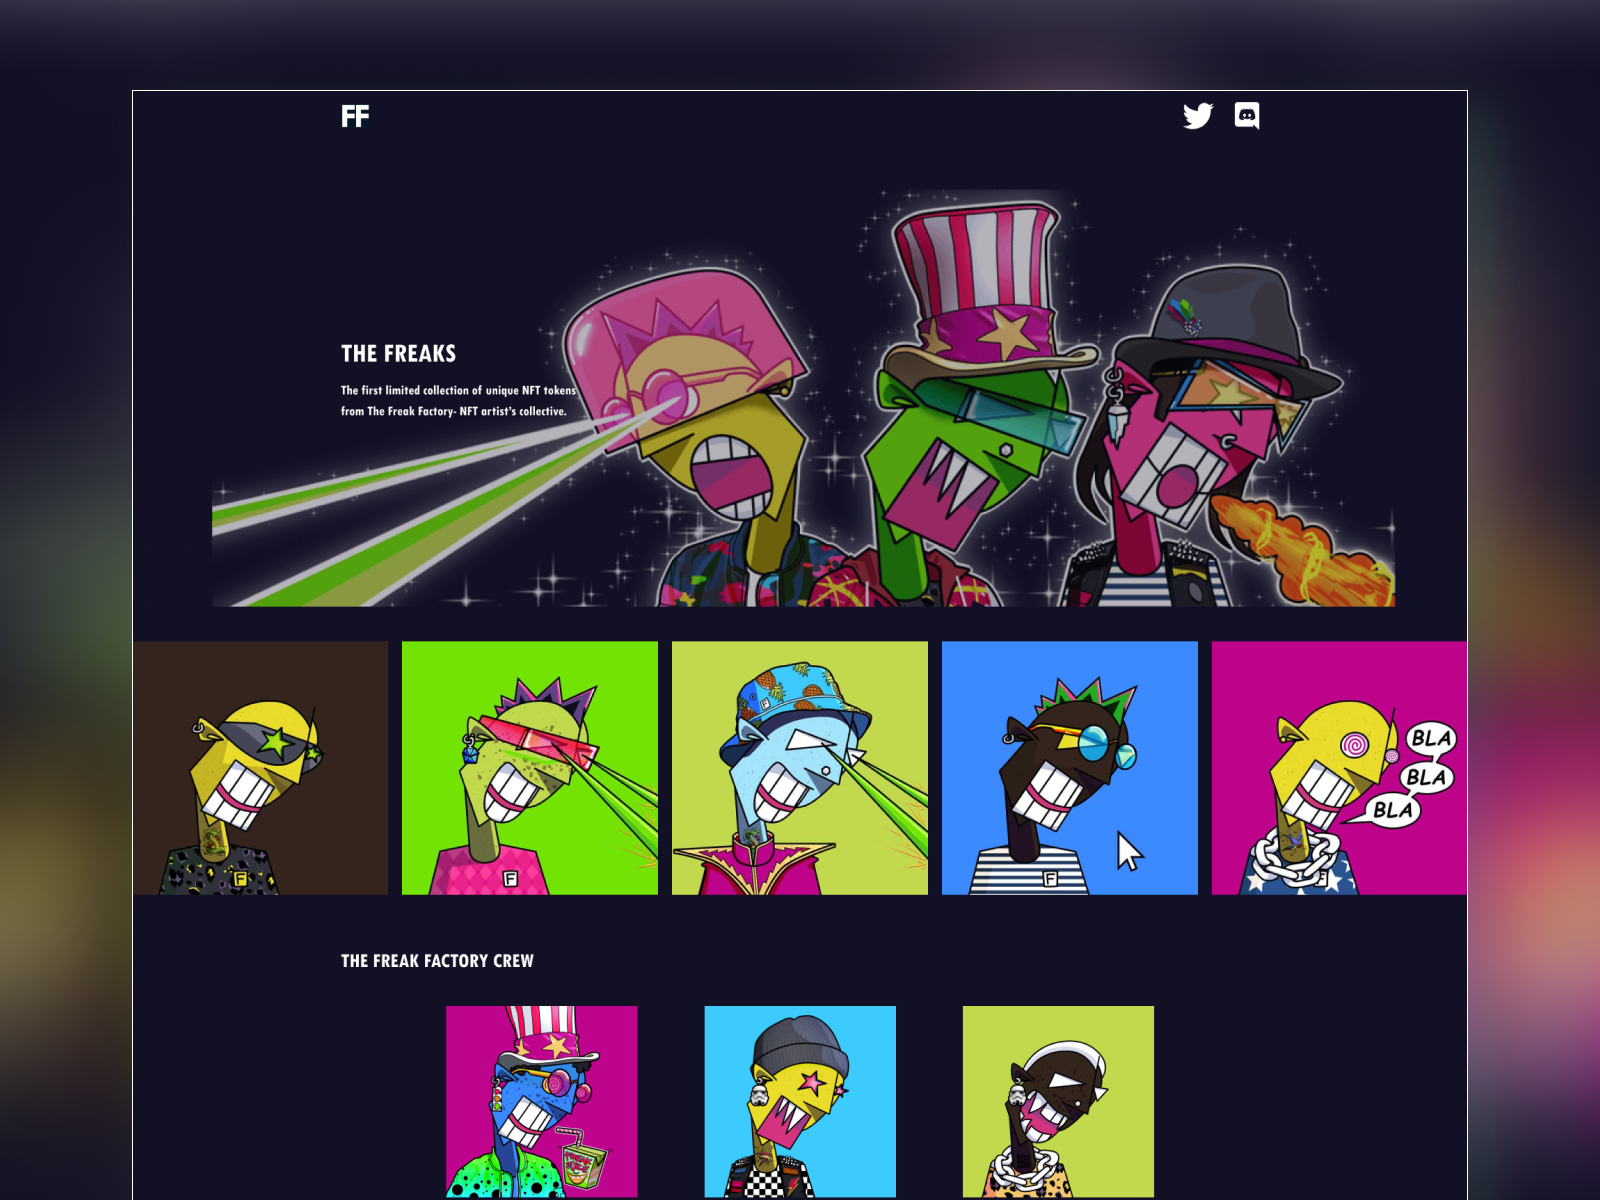 FF
THE FREAKS
The first limited collection of unique NFT tokens
from The Freak Factory- NFT artist's collective.
F
F
F
BLA
BLA
BLA
F
F
THE FREAK FACTORY CREW